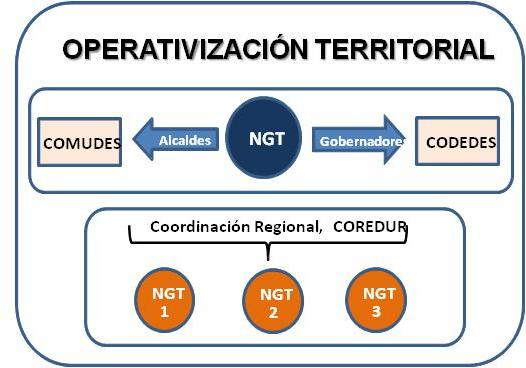 OPERATIVIZACIÓN TERRITORIAL
COMUDES
Alcaldes
NGT
Gobernadores
CODEDES
Coordinación Regional, COREDUR
NGT
1
NGT
2
NGT
3